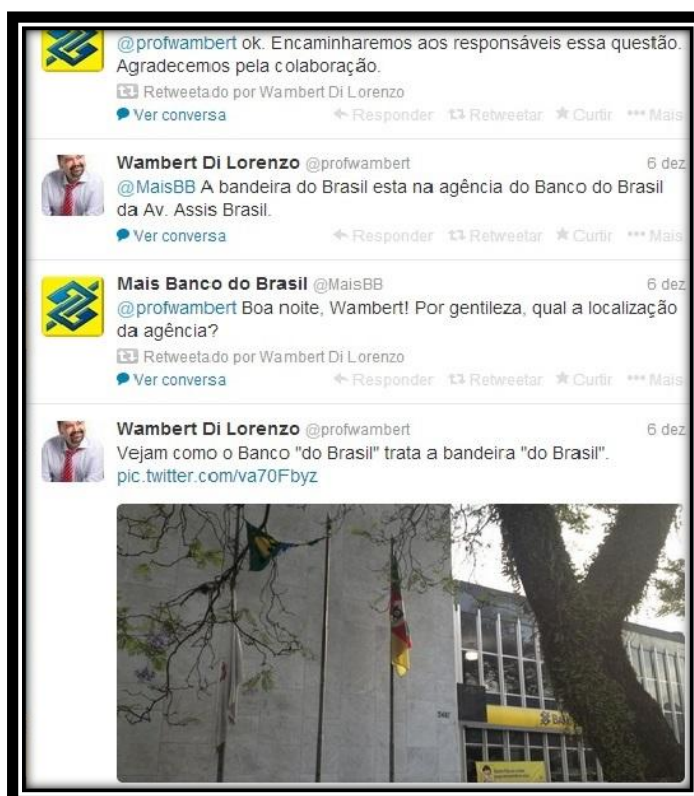 @profwambert ok. Encaminharemos aos responsáveis essa questão.
Agradecemos pela colaboração.
Retweetado por Wambert Di Lorenzo
Ver conversa Responder Retweetar Curtir Mais
Wambert Di Lorenzo @profwambert 6 dez
@MaisBB A bandeira do Brasil esta na agência do Banco do Brasil
da Av. Assis Brasil.
Ver conversa Responder Retweetar Curtir Mais
Mais Banco do Brasil @MaisBB 6 dez
@profwambert Boa noite, Wambert! Por gentileza, qual a localização
da agência?
Retweetado por Wambert Di Lorenzo
Ver conversa Responder Retweetar Curtir Mais
Wambert Di Lorenzo @profwambert 6 dez
Vejam como o Banco "do Brasil" trata a bandeira "do Brasil".
pic.twitter.com/va70Fbyz